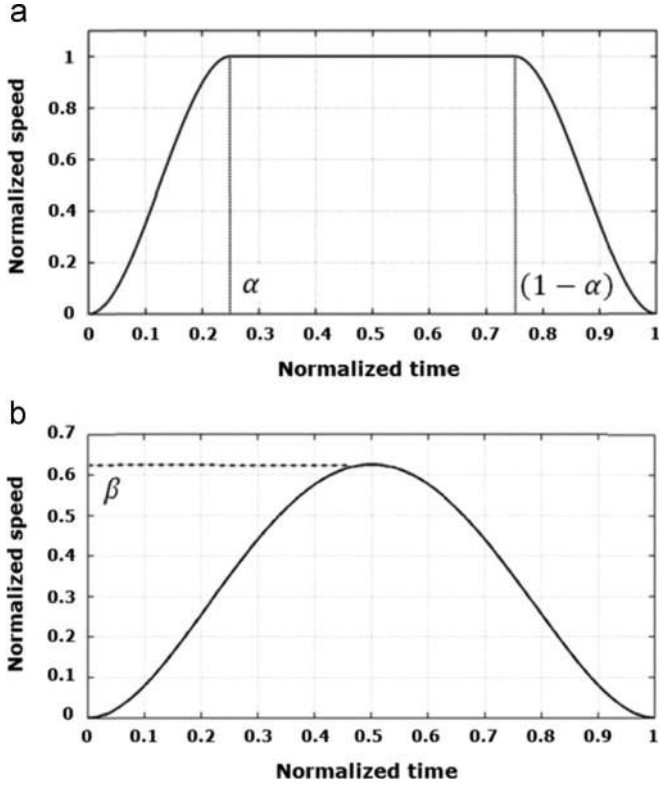 a
Normalized speed
1
0.8
0.6
0.4
0.2
0
α
(1 − α)
0 0.1 0.2 0.3 0.4 0.5 0.6 0.7 0.8 0.9 1
Normalized time
b
Normalized speed
0.7
0.6
0.5
0.4
0.3
0.2
0.1
0
β
0 0.1 0.2 0.3 0.4 0.5 0.6 0.7 0.8 0.9 1
Normalized time